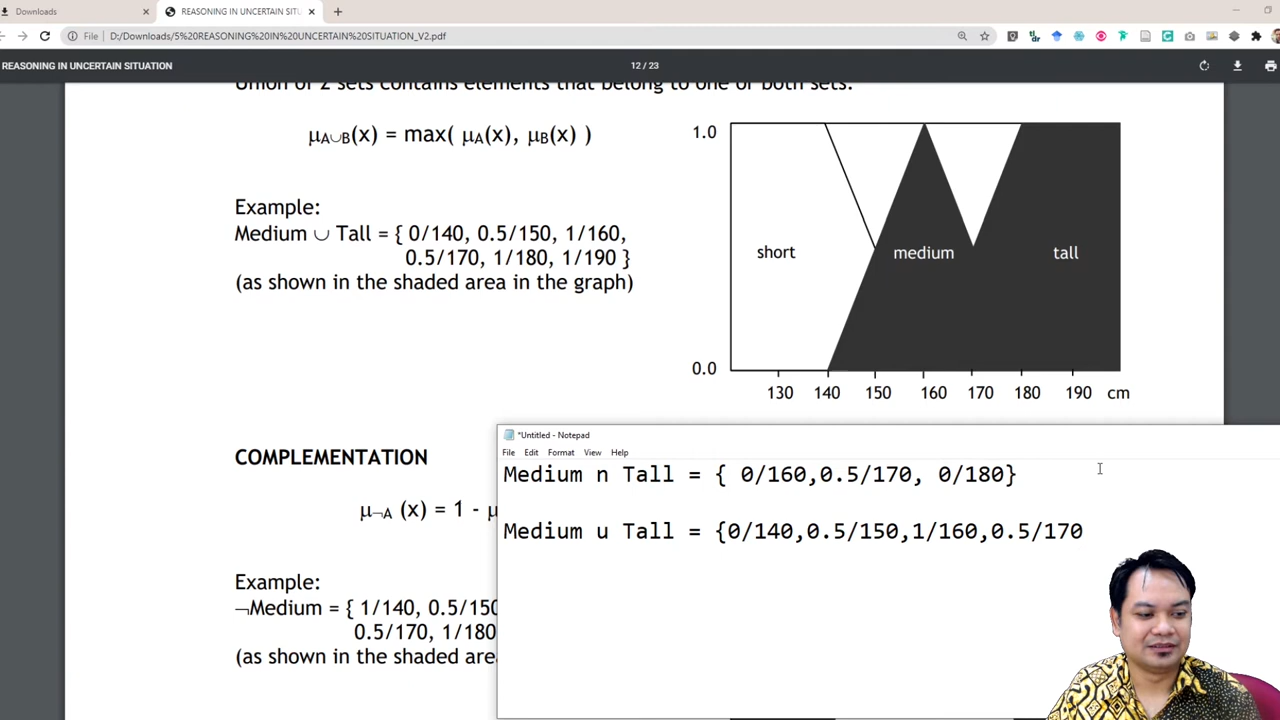 Downloads
REASONING IN UNCERTAIN SITU
File
D:/Downloads/5%20REASONING%20IN%20UNCERTAIN%20SITUATION_V2.pdf
REASONING IN UNCERTAIN SITUATION
12 / 23
Union of 2 sets contains elements that belong to one or both sets.
μA∪B(x) = max( μA(x), μB(x) )
Example:
Medium ∪ Tall = { 0/140, 0.5/150, 1/160,
0.5/170, 1/180, 1/190 }
(as shown in the shaded area in the graph)
1.0
short
medium
tall
0.0
130 140 150 160 170 180 190 cm
COMPLEMENTATION
μ¬A (x) = 1 - μ
Example:
¬Medium = { 1/140, 0.5/150
0.5/170, 1/180
(as shown in the shaded are
*Untitled - Notepad
File Edit Format View Help
Medium n Tall = { 0/160,0.5/170, 0/180}
Medium u Tall = {0/140,0.5/150,1/160,0.5/170